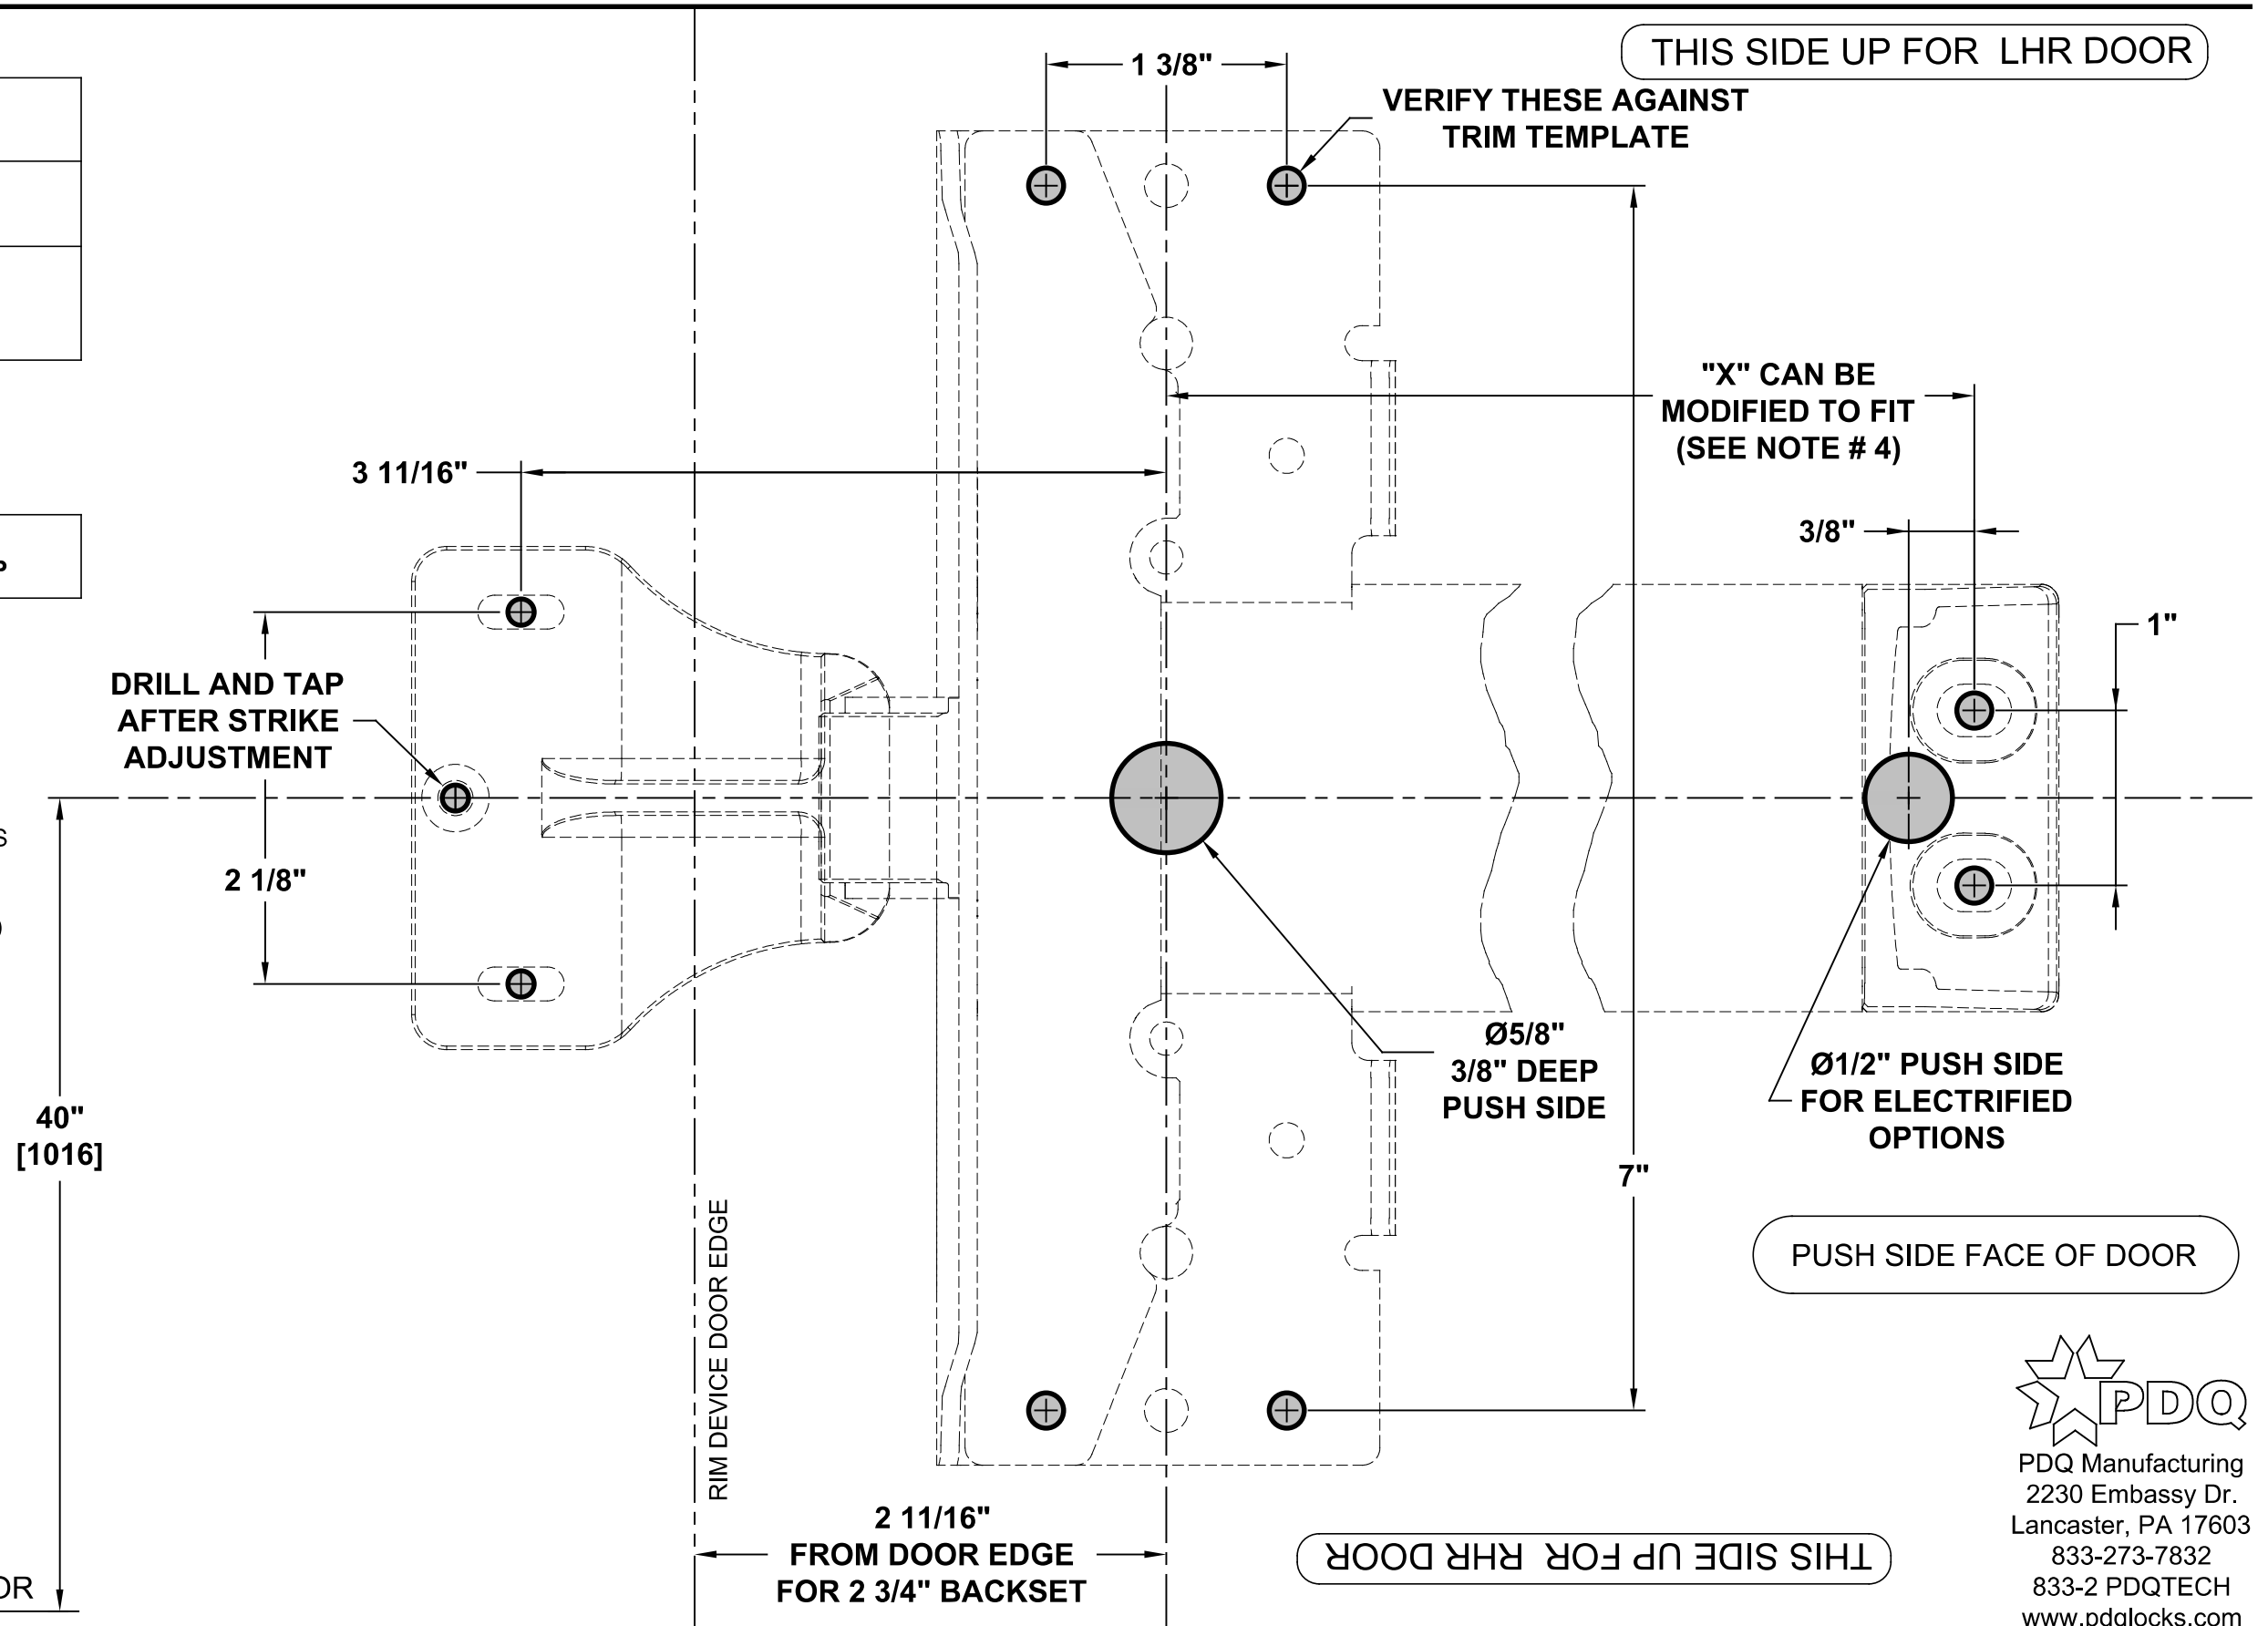 THIS SIDE UP FOR LHR DOOR
1 3/8"
VERIFY THESE AGAINST
TRIM TEMPLATE
"X" CAN BE
MODIFIED TO FIT
(SEE NOTE # 4)
3 11/16"
3/8"
P
1"
DRILL AND TAP
AFTER STRIKE
ADJUSTMENT
S
2 1/8"
)
Ø5/8"
3/8" DEEP
PUSH SIDE
Ø1/2" PUSH SIDE
FOR ELECTRIFIED
OPTIONS
40"
[1016]
7"
RIM DEVICE DOOR EDGE
PUSH SIDE FACE OF DOOR
PDQ
PDQ Manufacturing
2230 Embassy Dr.
Lancaster, PA 17603
833-273-7832
833-2 PDQTECH
www.pdqlocks.com
2 11/16"
FROM DOOR EDGE
FOR 2 3/4" BACKSET
THIS SIDE UP FOR RHR DOOR
OR